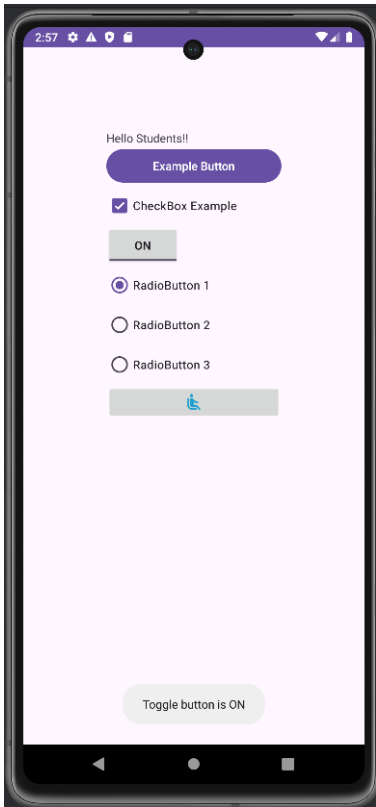 2:57
Hello Students!!
Example Button
CheckBox Example
ON
RadioButton 1
RadioButton 2
RadioButton 3
Toggle button is ON